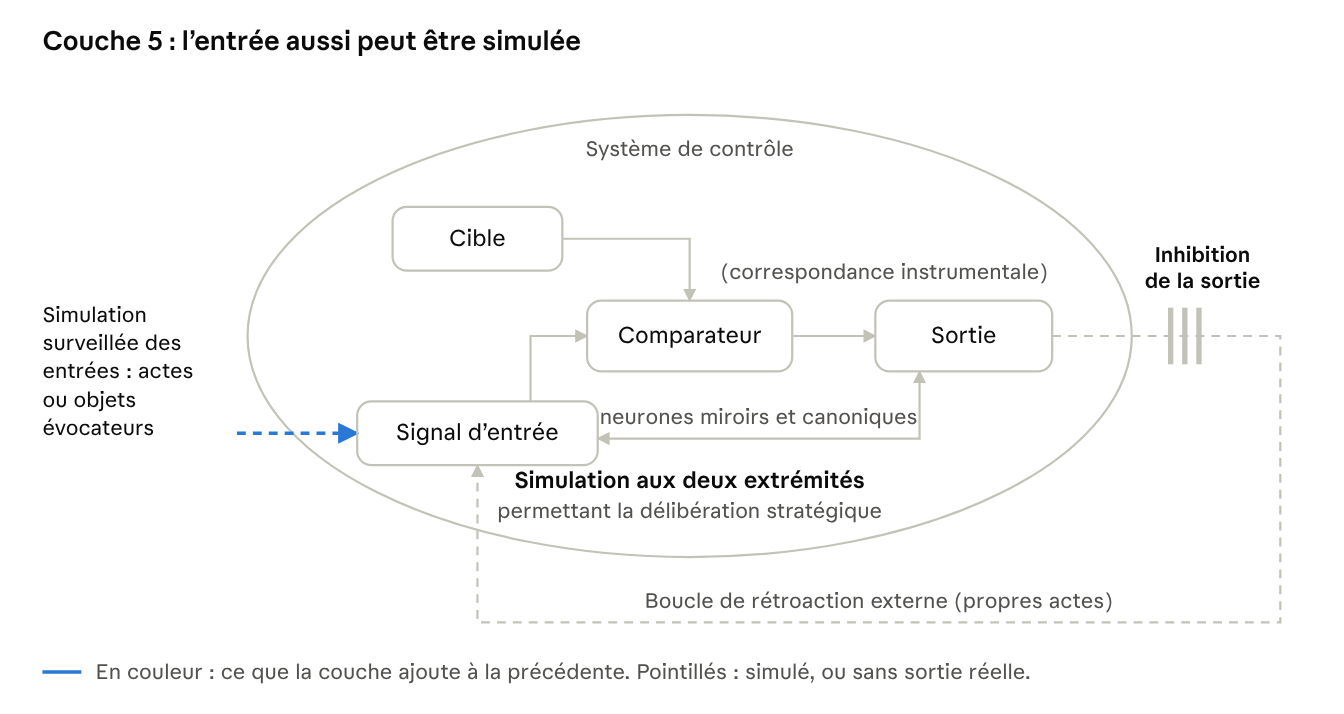 Couche 5 : l’entrée aussi peut être simulée
Système de contrôle
Cible
(correspondance instrumentale)
Inhibition
de la sortie
Simulation
surveillée des
entrées : actes
ou objets
évocateurs
Comparateur
Sortie
neurones miroirs et canoniques
Signal d’entrée
Simulation aux deux extrémités
permettant la délibération stratégique
Boucle de rétroaction externe (propres actes)
En couleur : ce que la couche ajoute à la précédente. Pointillés : simulé, ou sans sortie réelle.